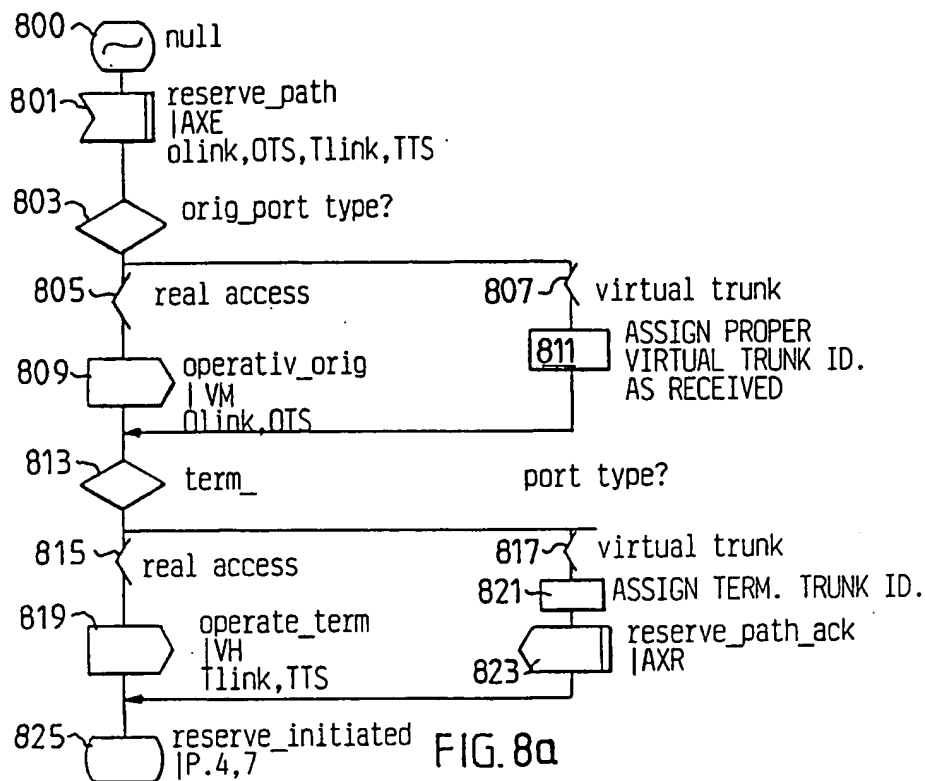 800
null
801
reserve_path
|AXE
olink,OTS,Tlink,TTS
803
orig_port type?
805
real access
807
virtual trunk
811
ASSIGN PROPER
VIRTUAL TRUNK ID.
AS RECEIVED
809
operativ_orig
|VM
Olink,OTS
813
term_ port type?
815
real access
817
virtual trunk
821
ASSIGN TERM. TRUNK ID.
819
operate_term
|VH
Tlink,TTS
823
reserve_path_ack
|AXR
825
reserve_initiated
|P.4,7
FIG. 8a